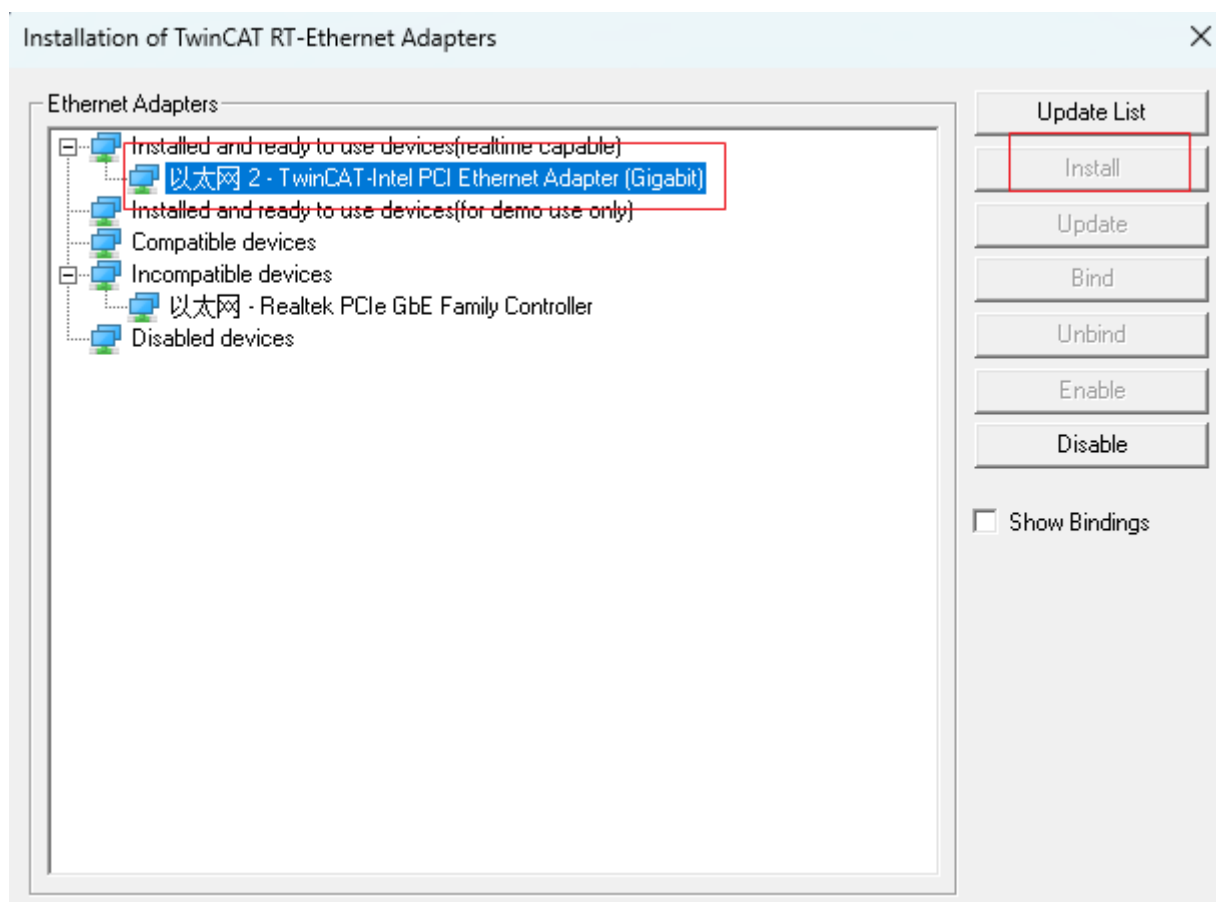 Installation of TwinCAT RT-Ethernet Adapters
Ethernet Adapters
Installed and ready to use devices(realtime capable)
以太网 2 - TwinCAT-Intel PCI Ethernet Adapter (Gigabit)
Installed and ready to use devices(for demo use only)
Compatible devices
Incompatible devices
以太网 - Realtek PCIe GbE Family Controller
Disabled devices
Update List
Install
Update
Bind
Unbind
Enable
Disable
Show Bindings